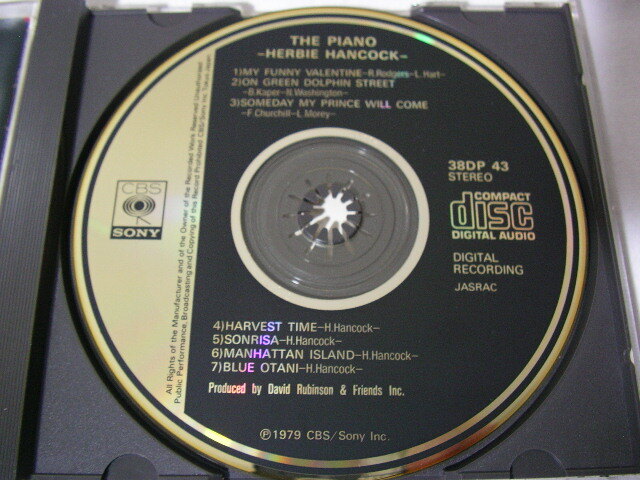 THE PIANO
-HERBIE HANCOCK-
1)MY FUNNY VALENTINE-R.Rodgers-L.Hart-
2)ON GREEN DOLPHIN STREET
-B.Kaper-N.Washington-
3)SOMEDAY MY PRINCE WILL COME
-F.Churchill-L.Morey-
38DP 43
STEREO
COMPACT
disc
DIGITAL AUDIO
DIGITAL
RECORDING
JASRAC
CBS
SONY
4)HARVEST TIME-H.Hancock-
5)SONRISA-H.Hancock-
6)MANHATTAN ISLAND-H.Hancock-
7)BLUE OTANI-H.Hancock-
Produced by David Rubinson & Friends Inc.
℗1979 CBS/Sony Inc.
All Rights of the Manufacturer and of the Owner of the Recorded Work Reserved Unauthorized
Public Performance, Broadcasting and Copying of this Record Prohibited CBS/Sony Inc. Tokyo Japan